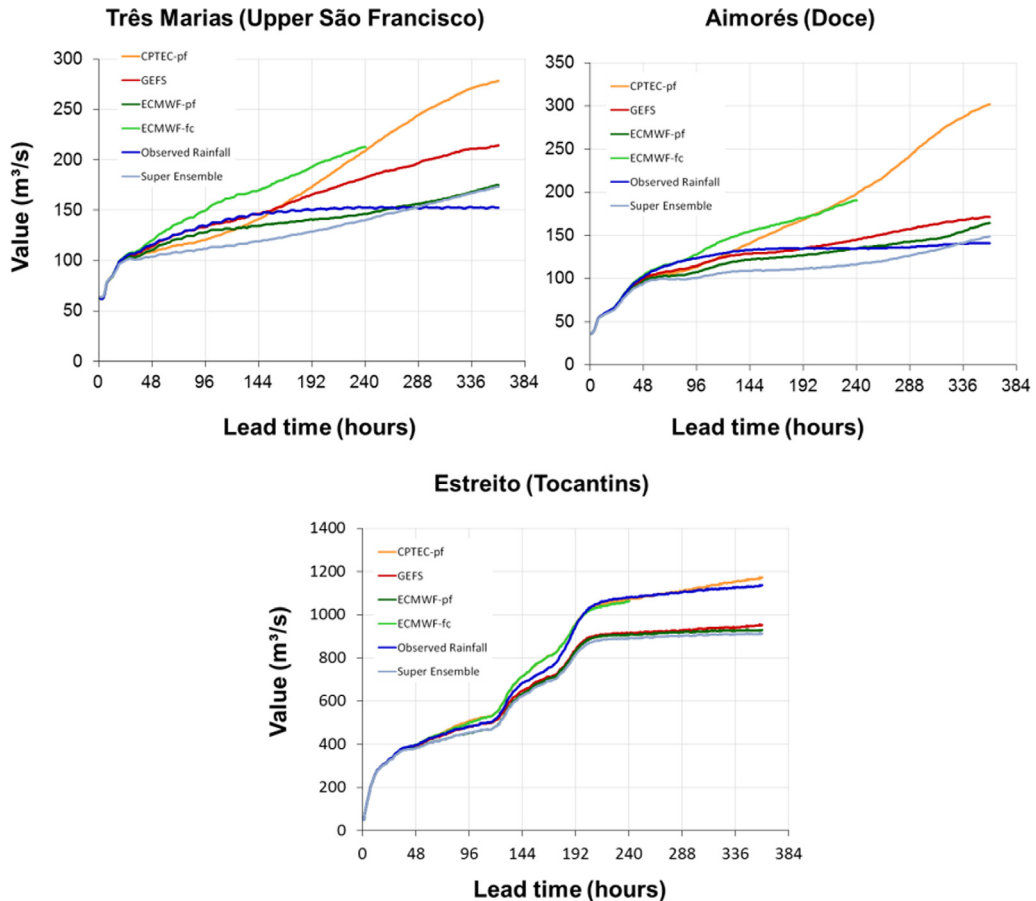 Três Marias (Upper São Francisco)
300
250
200
150
100
50
0
Value (m³/s)
CPTEC-pf
GEFS
ECMWF-pf
ECMWF-fc
Observed Rainfall
Super Ensemble
0 48 96 144 192 240 288 336 384
Lead time (hours)
Aimorés (Doce)
350
300
250
200
150
100
50
0
Value (m³/s)
CPTEC-pf
GEFS
ECMWF-pf
ECMWF-fc
Observed Rainfall
Super Ensemble
0 48 96 144 192 240 288 336 384
Lead time (hours)
Estreito (Tocantins)
1400
1200
1000
800
600
400
200
0
Value (m³/s)
CPTEC-pf
GEFS
ECMWF-pf
ECMWF-fc
Observed Rainfall
Super Ensemble
0 48 96 144 192 240 288 336 384
Lead time (hours)